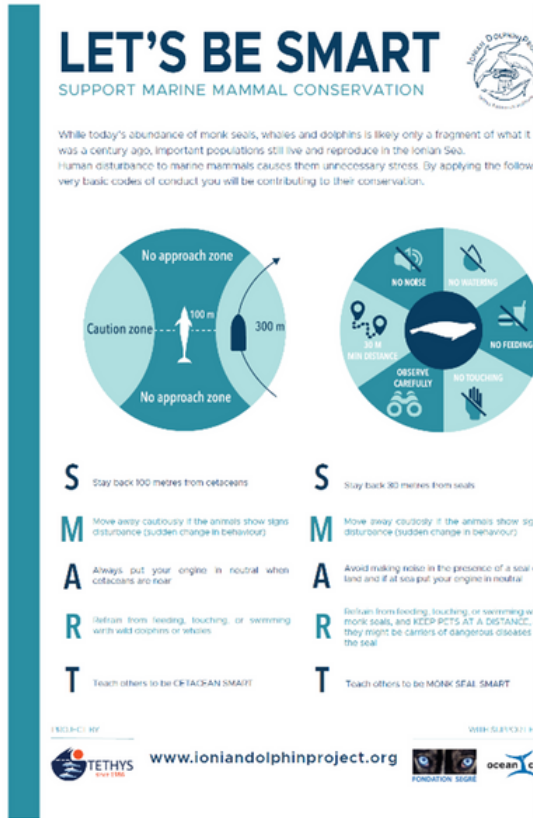 LET'S BE SMART
SUPPORT MARINE MAMMAL CONSERVATION
While today's abundance of monk seals, whales and dolphins is likely only a fragment of what it
was a century ago, important populations still live and reproduce in the Ionian Sea.
Human disturbance to marine mammals causes them unnecessary stress. By applying the follow
very basic codes of conduct you will be contributing to their conservation.
No approach zone
100 m
Caution zone
300 m
No approach zone
NO NOISE
NO WATERING
30 M
MIN DISTANCE
NO FEEDING
OBSERVE
CAREFULLY
NO TOUCHING
S
Stay back 100 metres from cetaceans
M
Move away cautiously if the animals show signs
disturbance (sudden change in behaviour)
A
Always put your engine in neutral when
cetaceans are near
R
Refrain from feeding, touching, or swimming
with wild dolphins or whales
T
Teach others to be CETACEAN SMART
S
Stay back 30 metres from seals
M
Move away cautiously if the animals show sig
disturbance (sudden change in behaviour)
A
Avoid making noise in the presence of a seal
land and if at sea put your engine in neutral
R
Refrain from feeding, touching, or swimming wi
monk seals, and KEEP PETS AT A DISTANCE,
they might be carriers of dangerous diseases
the seal
T
Teach others to be MONK SEAL SMART
PROJECT BY
WITH SUPPORT
TETHYS
since 1986
www.ioniandolphinproject.org
FONDATION SEGRÉ
ocean